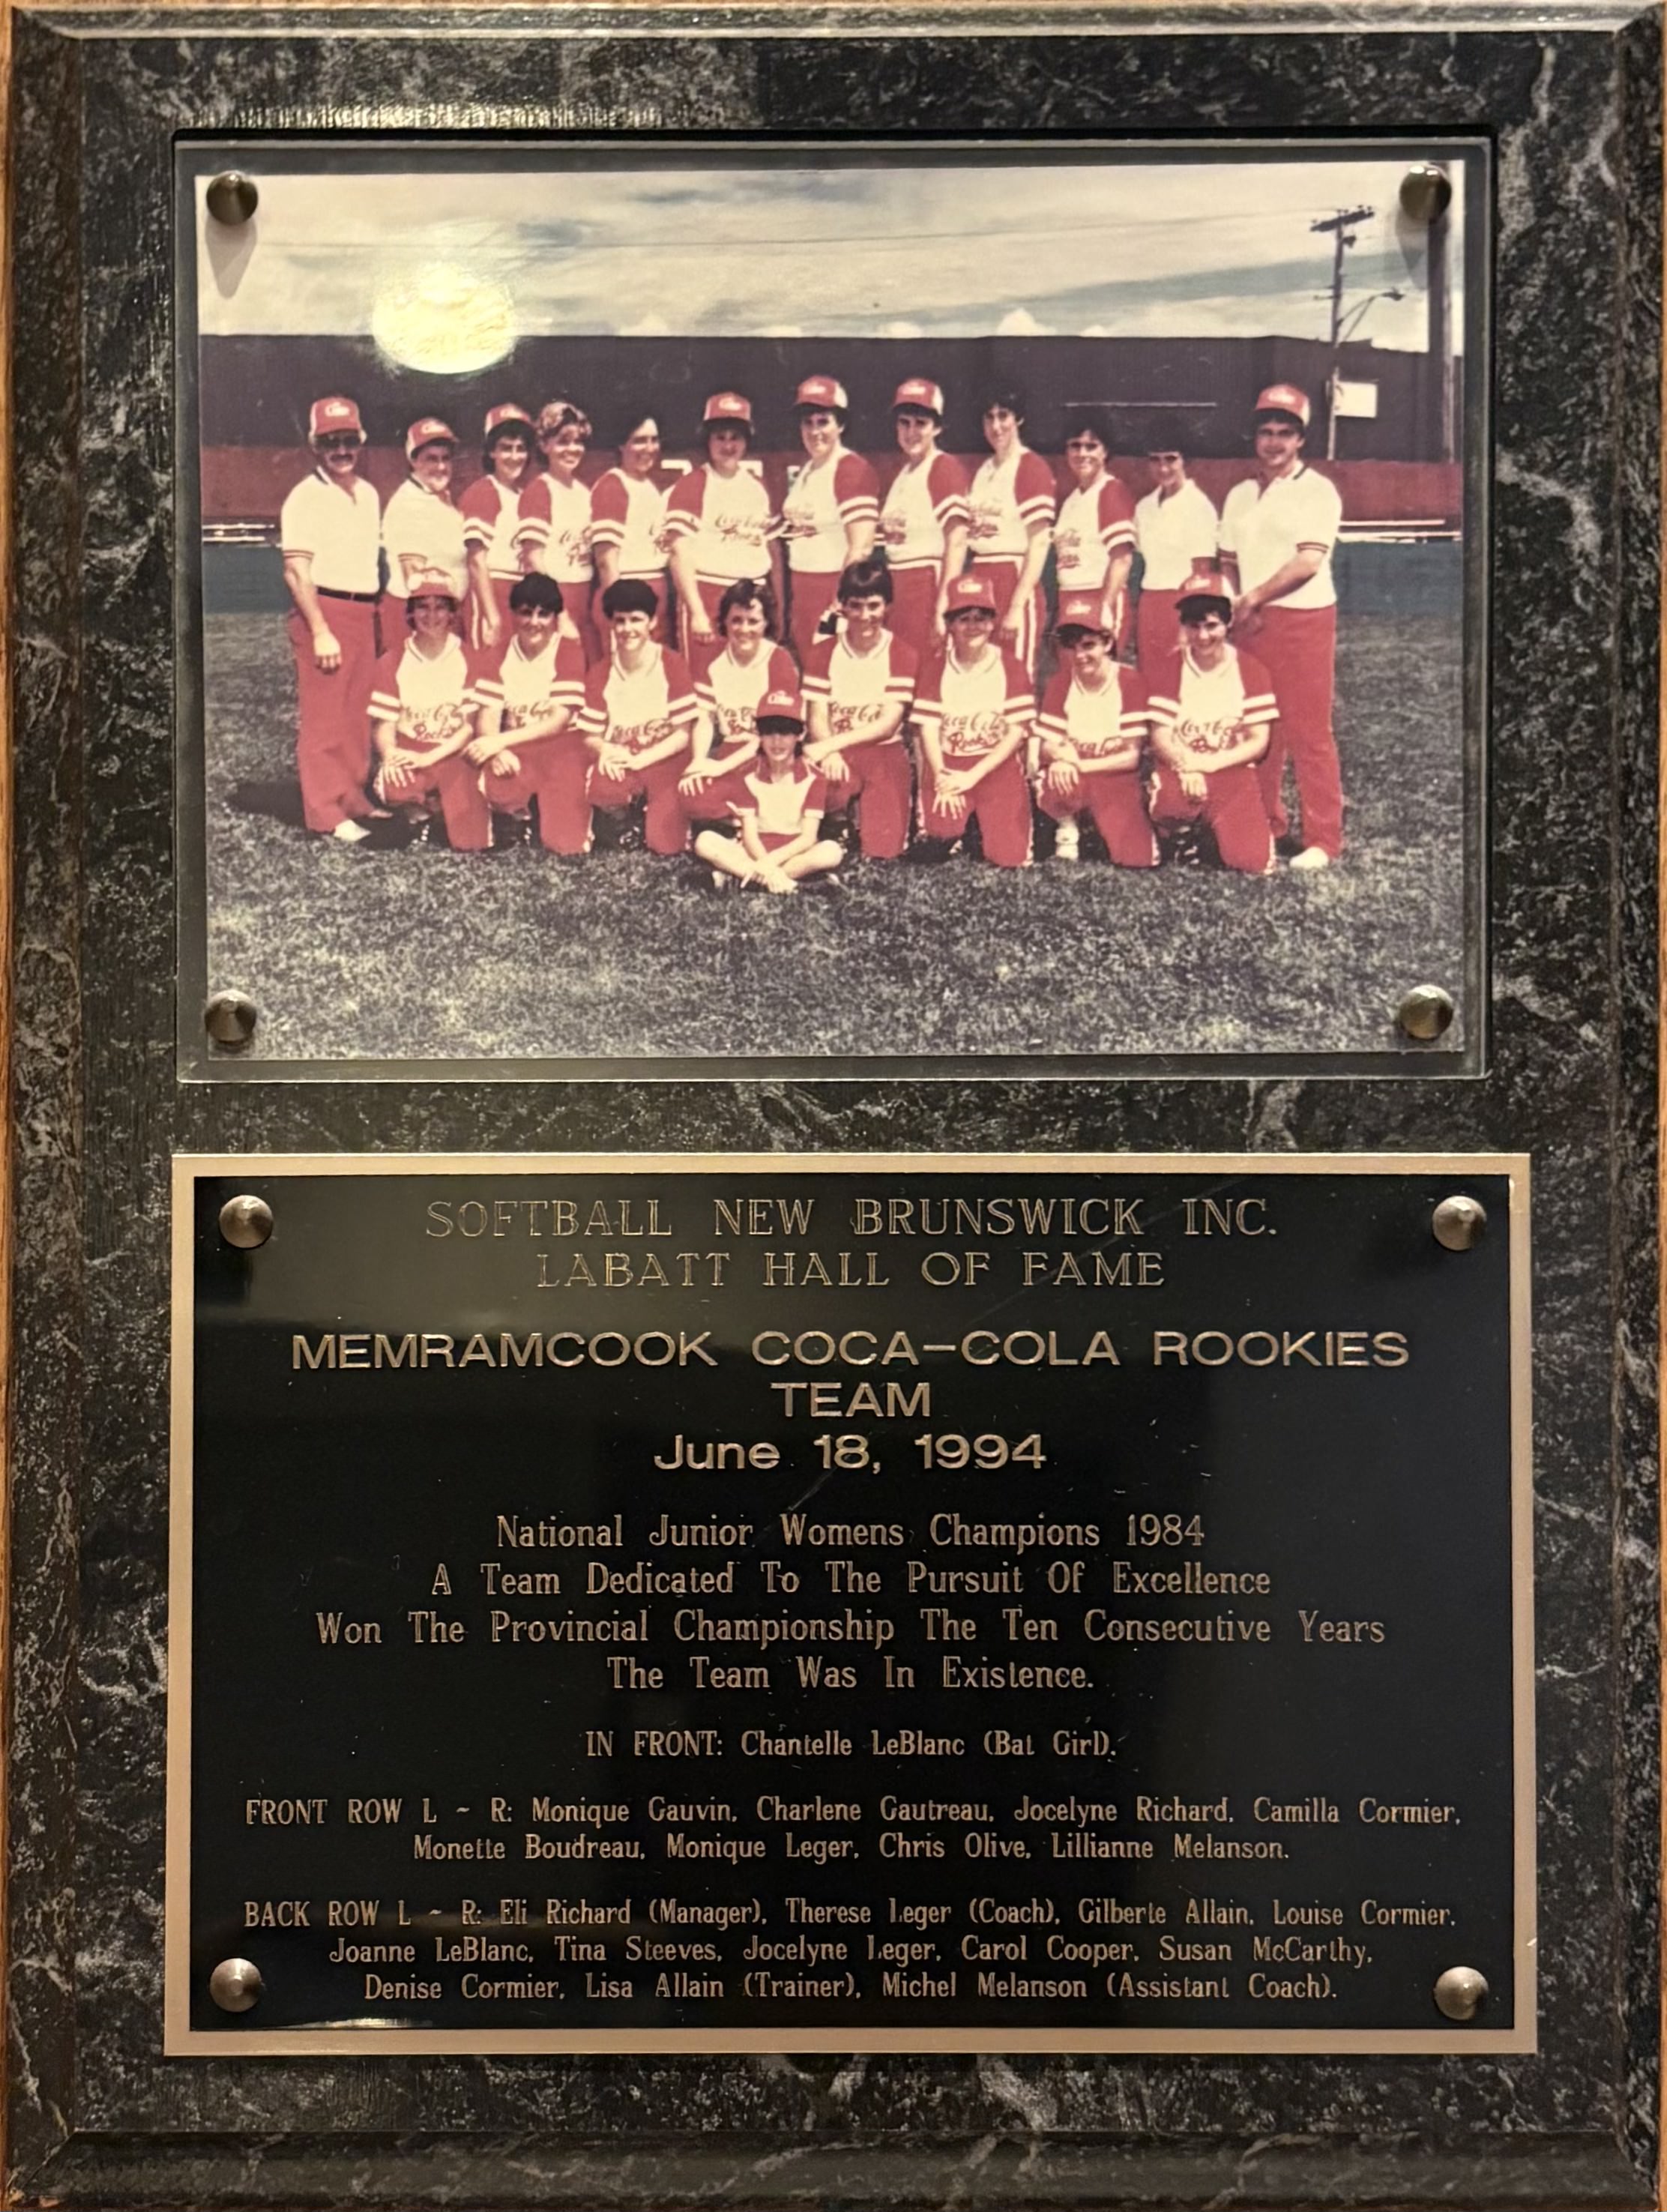 Coca-Cola
Rookies
SOFTBALL NEW BRUNSWICK INC.
LABATT HALL OF FAME
MEMRAMCOOK COCA-COLA ROOKIES
TEAM
June 18, 1994
National Junior Womens Champions 1984
A Team Dedicated To The Pursuit Of Excellence
Won The Provincial Championship The Ten Consecutive Years
The Team Was In Existence.
IN FRONT: Chantelle LeBlanc (Bat Girl).
FRONT ROW L ~ R: Monique Gauvin, Charlene Gautreau, Jocelyne Richard, Camilla Cormier,
Monette Boudreau, Monique Leger, Chris Olive, Lillianne Melanson.
BACK ROW L ~ R: Eli Richard (Manager), Therese Leger (Coach), Gilberte Allain, Louise Cormier,
Joanne LeBlanc, Tina Steeves, Jocelyne Leger, Carol Cooper, Susan McCarthy,
Denise Cormier, Lisa Allain (Trainer), Michel Melanson (Assistant Coach).